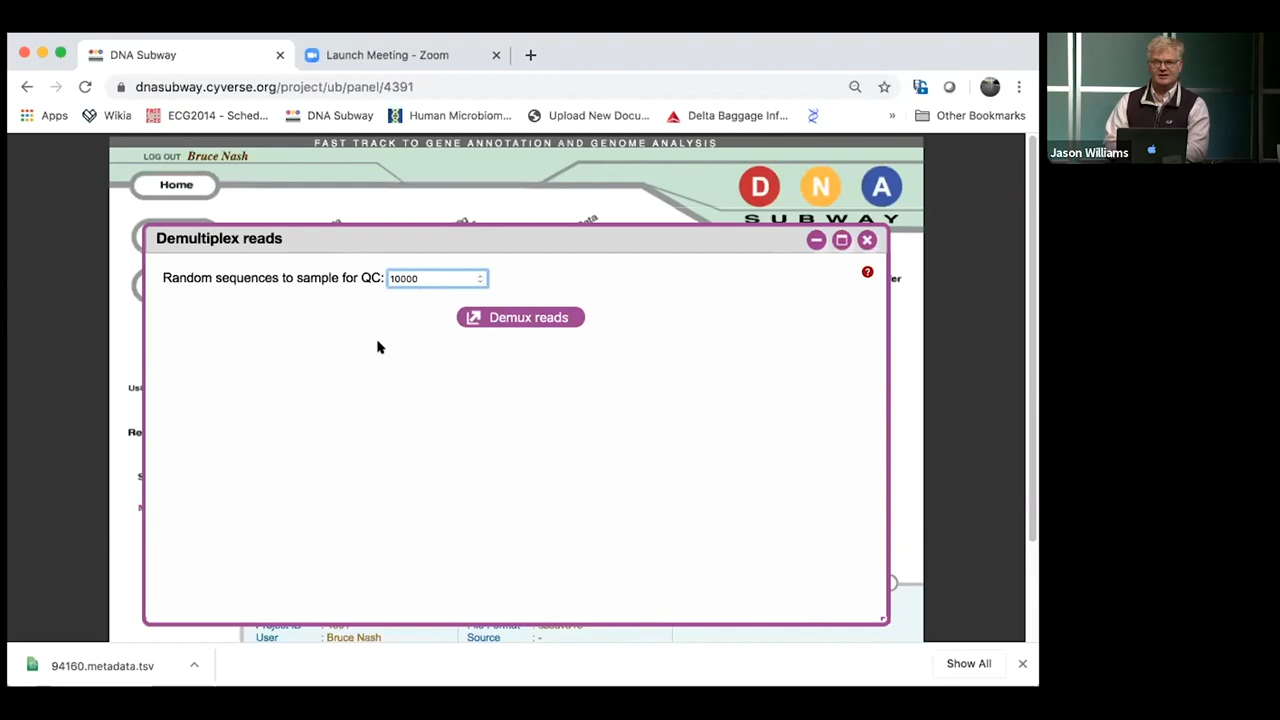 DNA Subway
Launch Meeting - Zoom
dnasubway.cyverse.org/project/ub/panel/4391
Apps
Wikia
ECG2014 - Sched...
DNA Subway
Human Microbiom...
Upload New Docu...
Delta Baggage Inf...
»
Other Bookmarks
FAST TRACK TO GENE ANNOTATION AND GENOME ANALYSIS
LOG OUT Bruce Nash
Home
D N A
SUBWAY
Demultiplex reads
Random sequences to sample for QC: 10000
?
Demux reads
User : Bruce Nash
Source : -
94160.metadata.tsv
Show All
Jason Williams